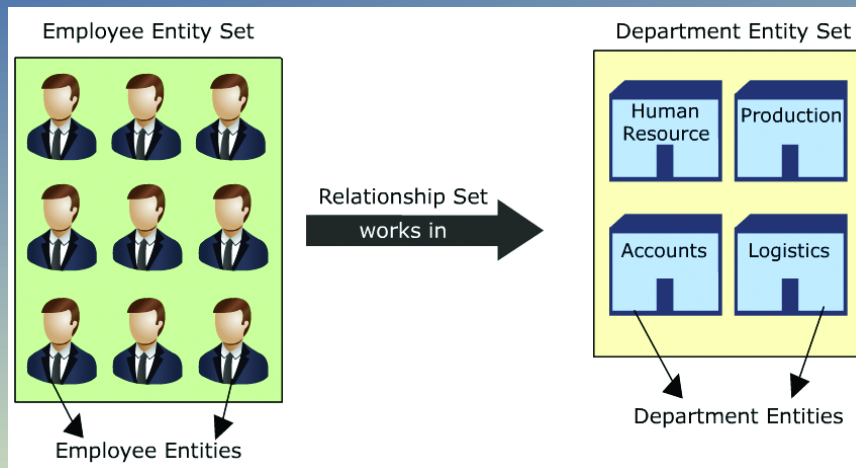 Employee Entity Set
Department Entity Set
Human
Resource
Production
Relationship Set
works in
Accounts
Logistics
Employee Entities
Department Entities